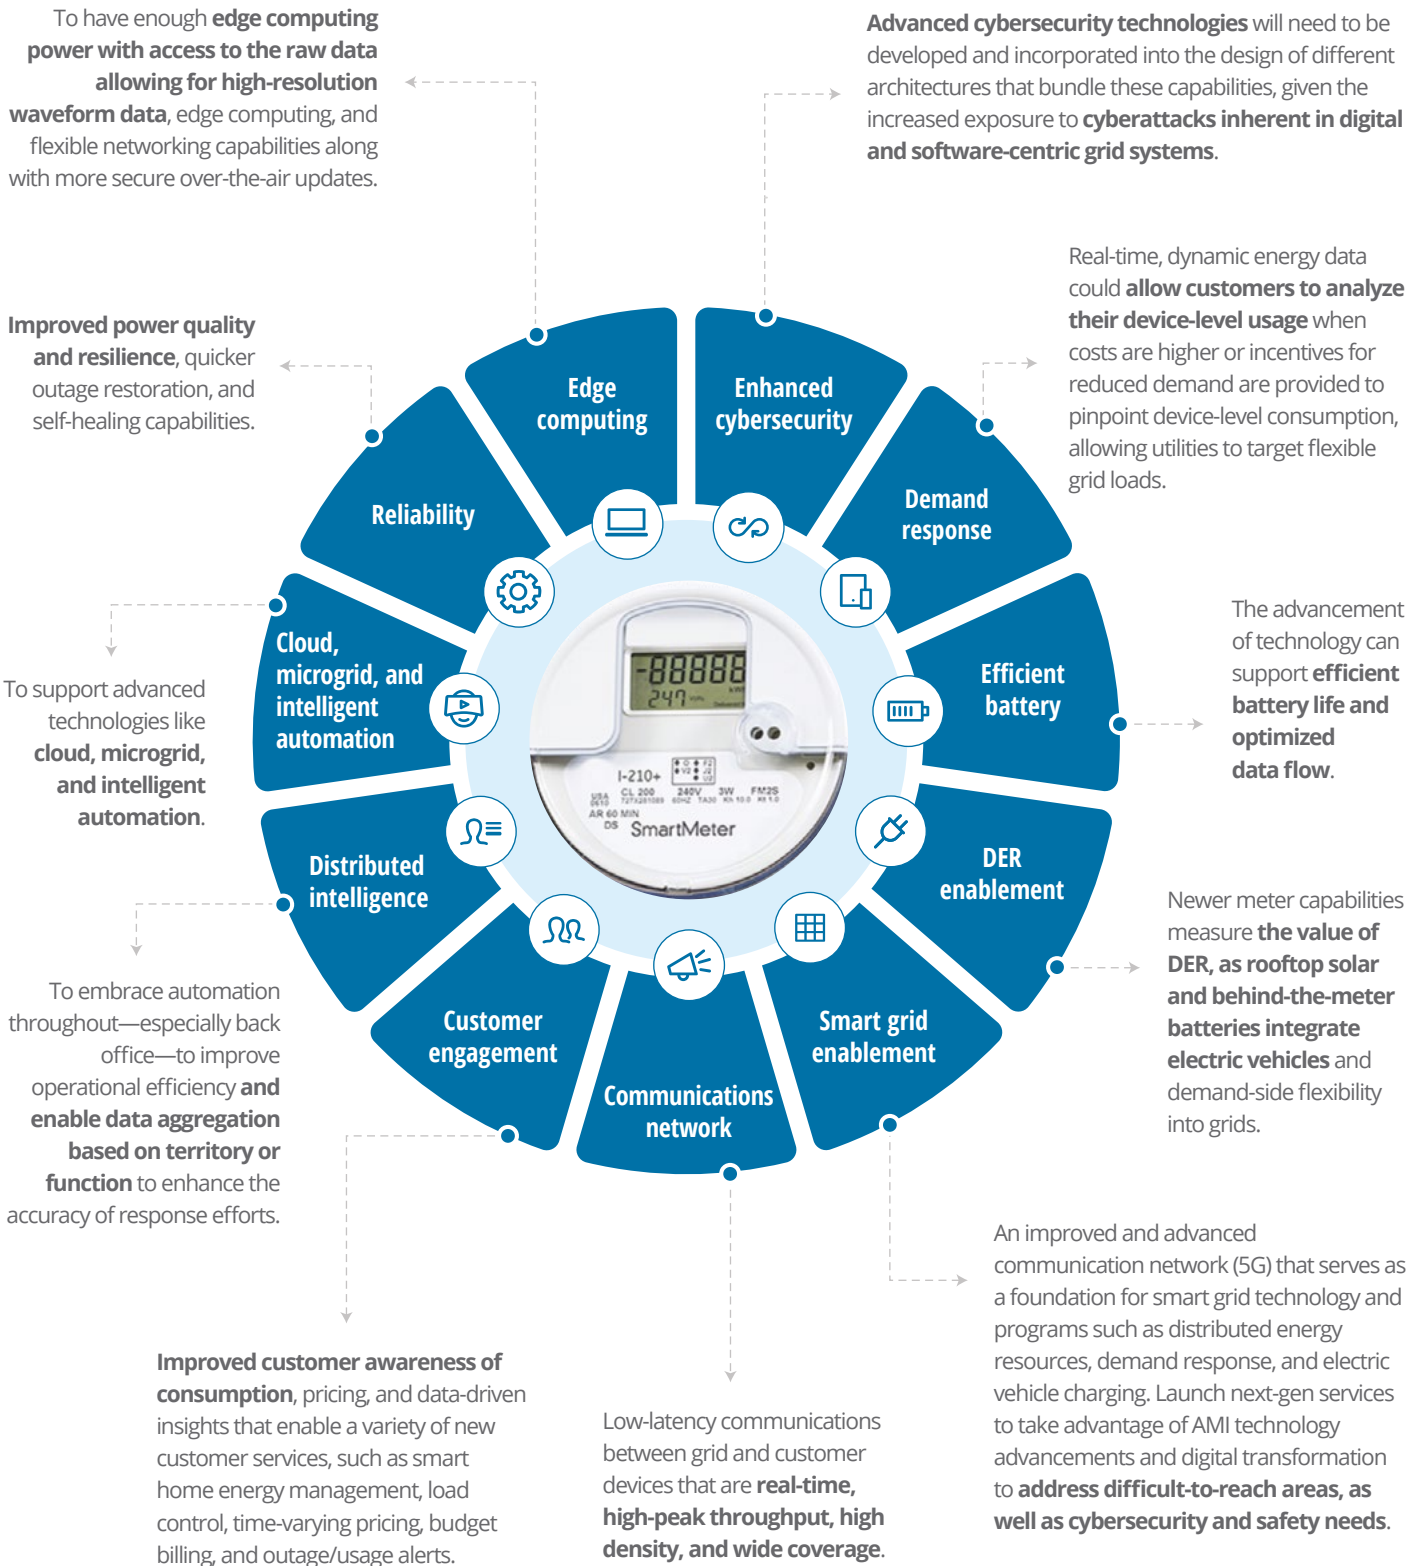 To have enough edge computing
power with access to the raw data
allowing for high-resolution
waveform data, edge computing, and
flexible networking capabilities along
with more secure over-the-air updates.
Advanced cybersecurity technologies will need to be
developed and incorporated into the design of different
architectures that bundle these capabilities, given the
increased exposure to cyberattacks inherent in digital
and software-centric grid systems.
Real-time, dynamic energy data
could allow customers to analyze
their device-level usage when
costs are higher or incentives for
reduced demand are provided to
pinpoint device-level consumption,
allowing utilities to target flexible
grid loads.
Improved power quality
and resilience, quicker
outage restoration, and
self-healing capabilities.
Edge
computing
Enhanced
cybersecurity
Reliability
Demand
response
Cloud,
microgrid, and
intelligent
automation
Efficient
battery
The advancement
of technology can
support efficient
battery life and
optimized
data flow.
To support advanced
technologies like
cloud, microgrid,
and intelligent
automation.
-88888
kWh
247
I-210+
CL 200 240V 3W FM2S
USA
0610
60HZ TA30 Kh 10.0
AR 60 MIN
DS
SmartMeter
Distributed
intelligence
DER
enablement
Newer meter capabilities
measure the value of
DER, as rooftop solar
and behind-the-meter
batteries integrate
electric vehicles and
demand-side flexibility
into grids.
To embrace automation
throughout—especially back
office—to improve
operational efficiency and
enable data aggregation
based on territory or
function to enhance the
accuracy of response efforts.
Customer
engagement
Smart grid
enablement
Communications
network
An improved and advanced
communication network (5G) that serves as
a foundation for smart grid technology and
programs such as distributed energy
resources, demand response, and electric
vehicle charging. Launch next-gen services
to take advantage of AMI technology
advancements and digital transformation
to address difficult-to-reach areas, as
well as cybersecurity and safety needs.
Improved customer awareness of
consumption, pricing, and data-driven
insights that enable a variety of new
customer services, such as smart
home energy management, load
control, time-varying pricing, budget
billing, and outage/usage alerts.
Low-latency communications
between grid and customer
devices that are real-time,
high-peak throughput, high
density, and wide coverage.